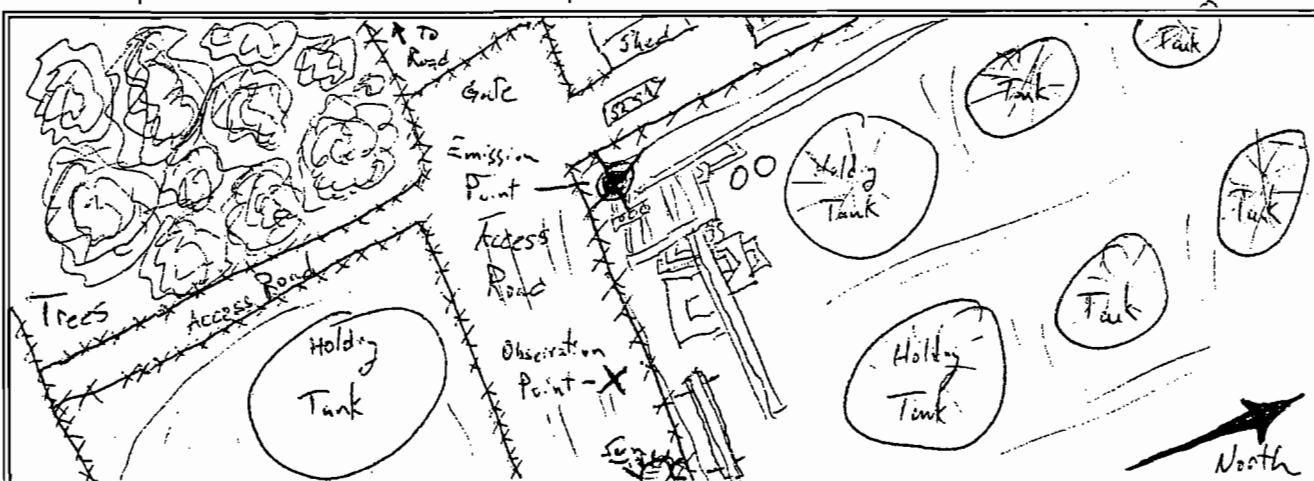 ↑ To
Road
Shed
Tank
Gate
Tank
Emission
Point
Holding
Tank
Tank
Access
Road
Trees
Access Road
Tank
Holding
Tank
Observation
Point - X
Holding
Tank
Sun
North